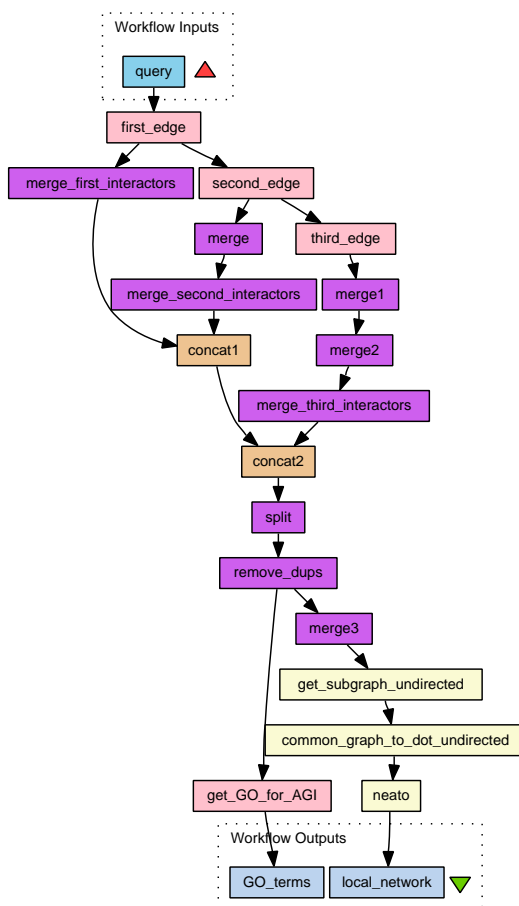 Workflow Inputs
query
first_edge
merge_first_interactors
second_edge
merge
third_edge
merge_second_interactors
merge1
concat1
merge2
merge_third_interactors
concat2
split
remove_dups
merge3
get_subgraph_undirected
common_graph_to_dot_undirected
get_GO_for_AGI
neato
Workflow Outputs
GO_terms
local_network